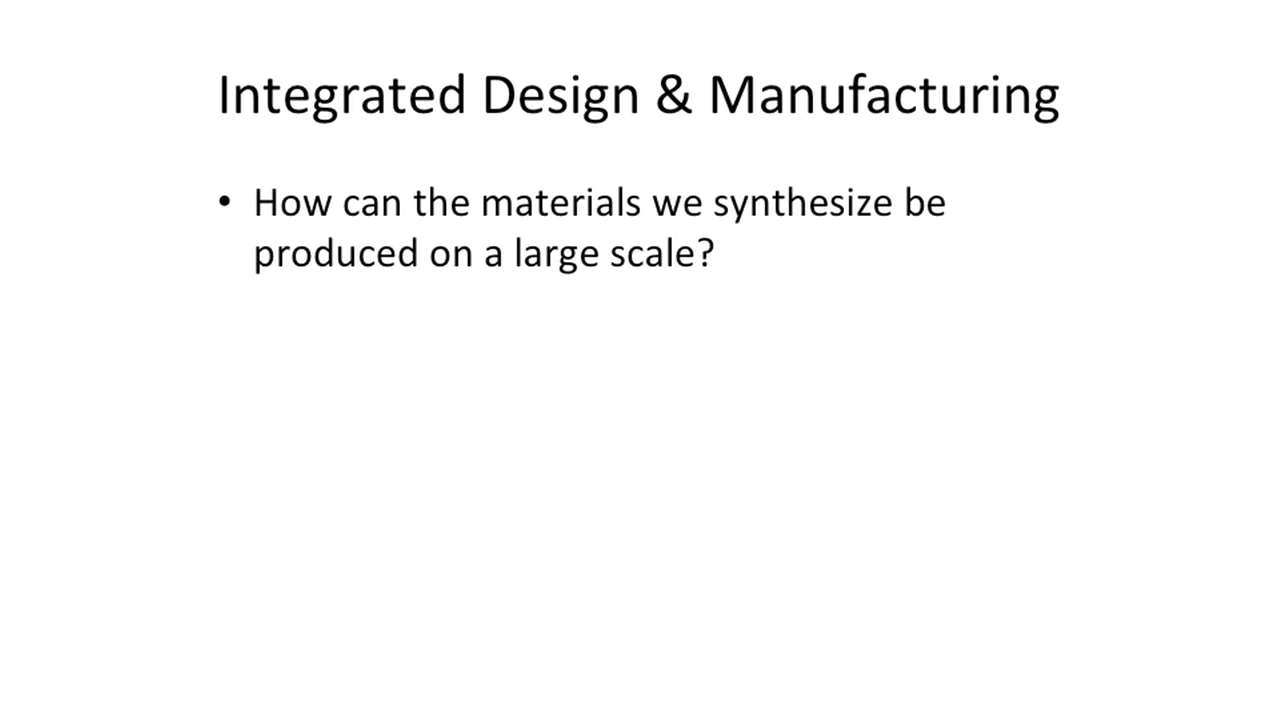 Integrated Design & Manufacturing
• How can the materials we synthesize be
produced on a large scale?